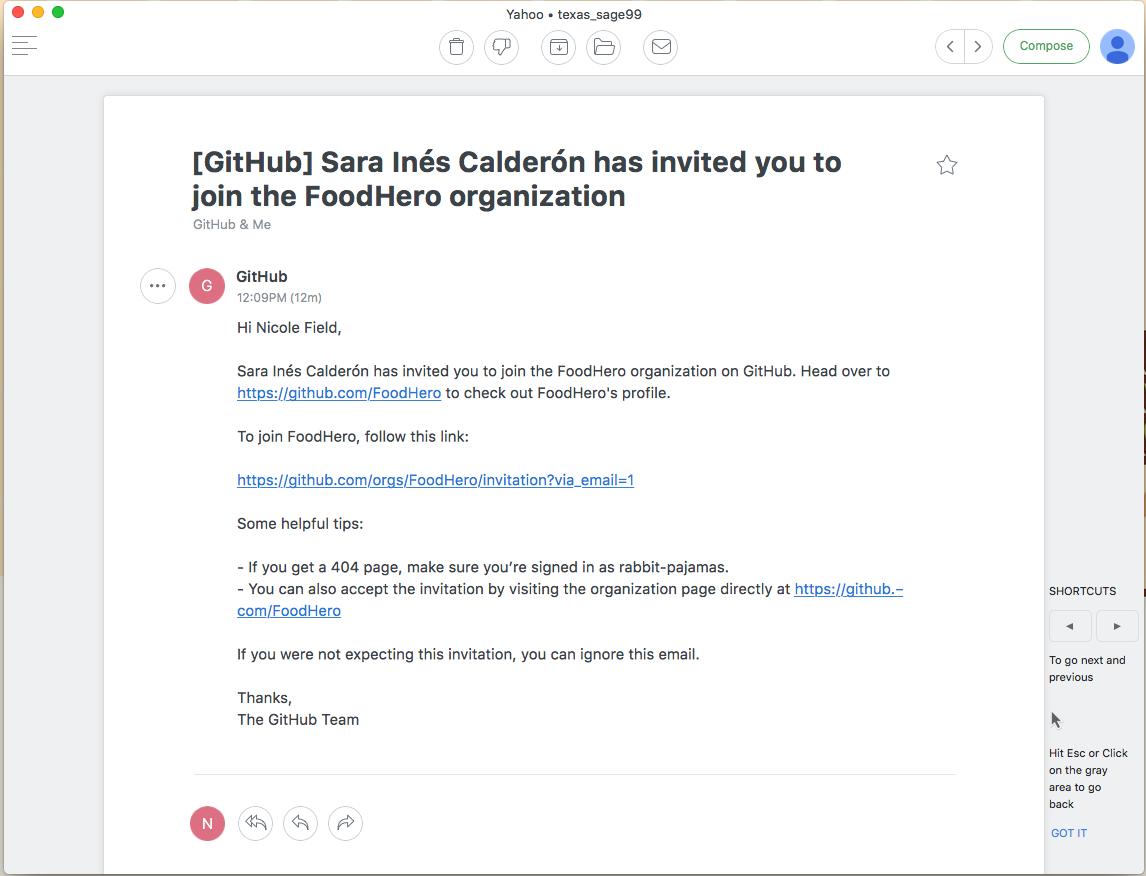 Yahoo • texas_sage99
Compose
[GitHub] Sara Inés Calderón has invited you to
join the FoodHero organization
GitHub & Me
G
GitHub
12:09PM (12m)
Hi Nicole Field,
Sara Inés Calderón has invited you to join the FoodHero organization on GitHub. Head over to
https://github.com/FoodHero to check out FoodHero's profile.
To join FoodHero, follow this link:
https://github.com/orgs/FoodHero/invitation?via_email=1
Some helpful tips:
- If you get a 404 page, make sure you’re signed in as rabbit-pajamas.
- You can also accept the invitation by visiting the organization page directly at https://github.–
com/FoodHero
If you were not expecting this invitation, you can ignore this email.
Thanks,
The GitHub Team
N
SHORTCUTS
To go next and
previous
Hit Esc or Click
on the gray
area to go
back
GOT IT